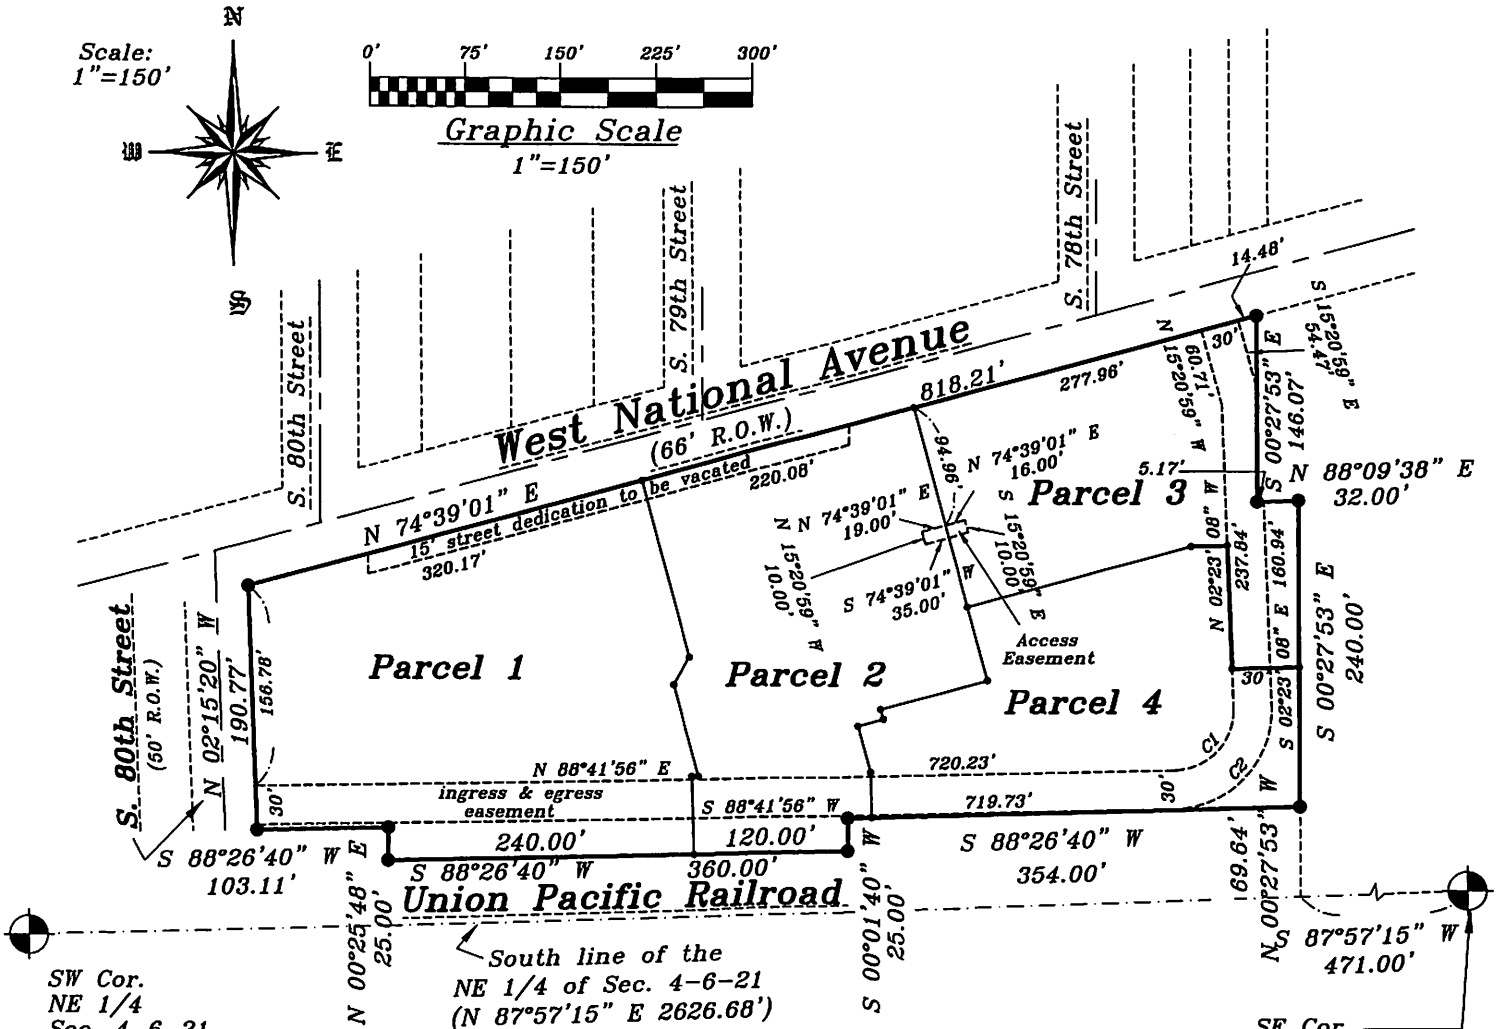 N
Scale:
1"=150'
W
E
S
0' 75' 150' 225' 300'
Graphic Scale
1"=150'
S. 80th Street
S. 79th Street
S. 78th Street
West National Avenue
(66' R.O.W.)
818.21'
277.96'
14.48'
30'
S 15°20'59" E
54.47'
N 15°20'59" W
60.71'
S 00°27'53" E
146.07'
N 88°09'38" E
32.00'
5.17'
N 74°39'01" E
15' street dedication to be vacated
320.17'
220.08'
94.96'
N 74°39'01" E
16.00'
N 74°39'01" E
19.00'
S 15°20'59" E
10.00'
N 15°20'59" W
10.00'
S 74°39'01" W
35.00'
Access
Easement
Parcel 1
Parcel 2
Parcel 3
Parcel 4
N 02°23'08" W
237.84'
S 02°23'08" E 160.94'
30'
S 00°27'53" E
240.00'
S. 80th Street
(50' R.O.W.)
N 02°15'20" W
190.77'
156.78'
30'
N 88°41'56" E
720.23'
C1
C2
ingress & egress
easement
S 88°41'56" W
719.73'
30'
S 88°26'40" W
103.11'
240.00'
120.00'
S 88°26'40" W
360.00'
S 88°26'40" W
354.00'
69.64'
N 00°27'53" W
Union Pacific Railroad
N 00°25'48" E
25.00'
S 00°01'40" W
25.00'
S 87°57'15" W
471.00'
South line of the
NE 1/4 of Sec. 4-6-21
(N 87°57'15" E 2626.68')
SW Cor.
NE 1/4
Sec. 4-6-21
SE Cor.